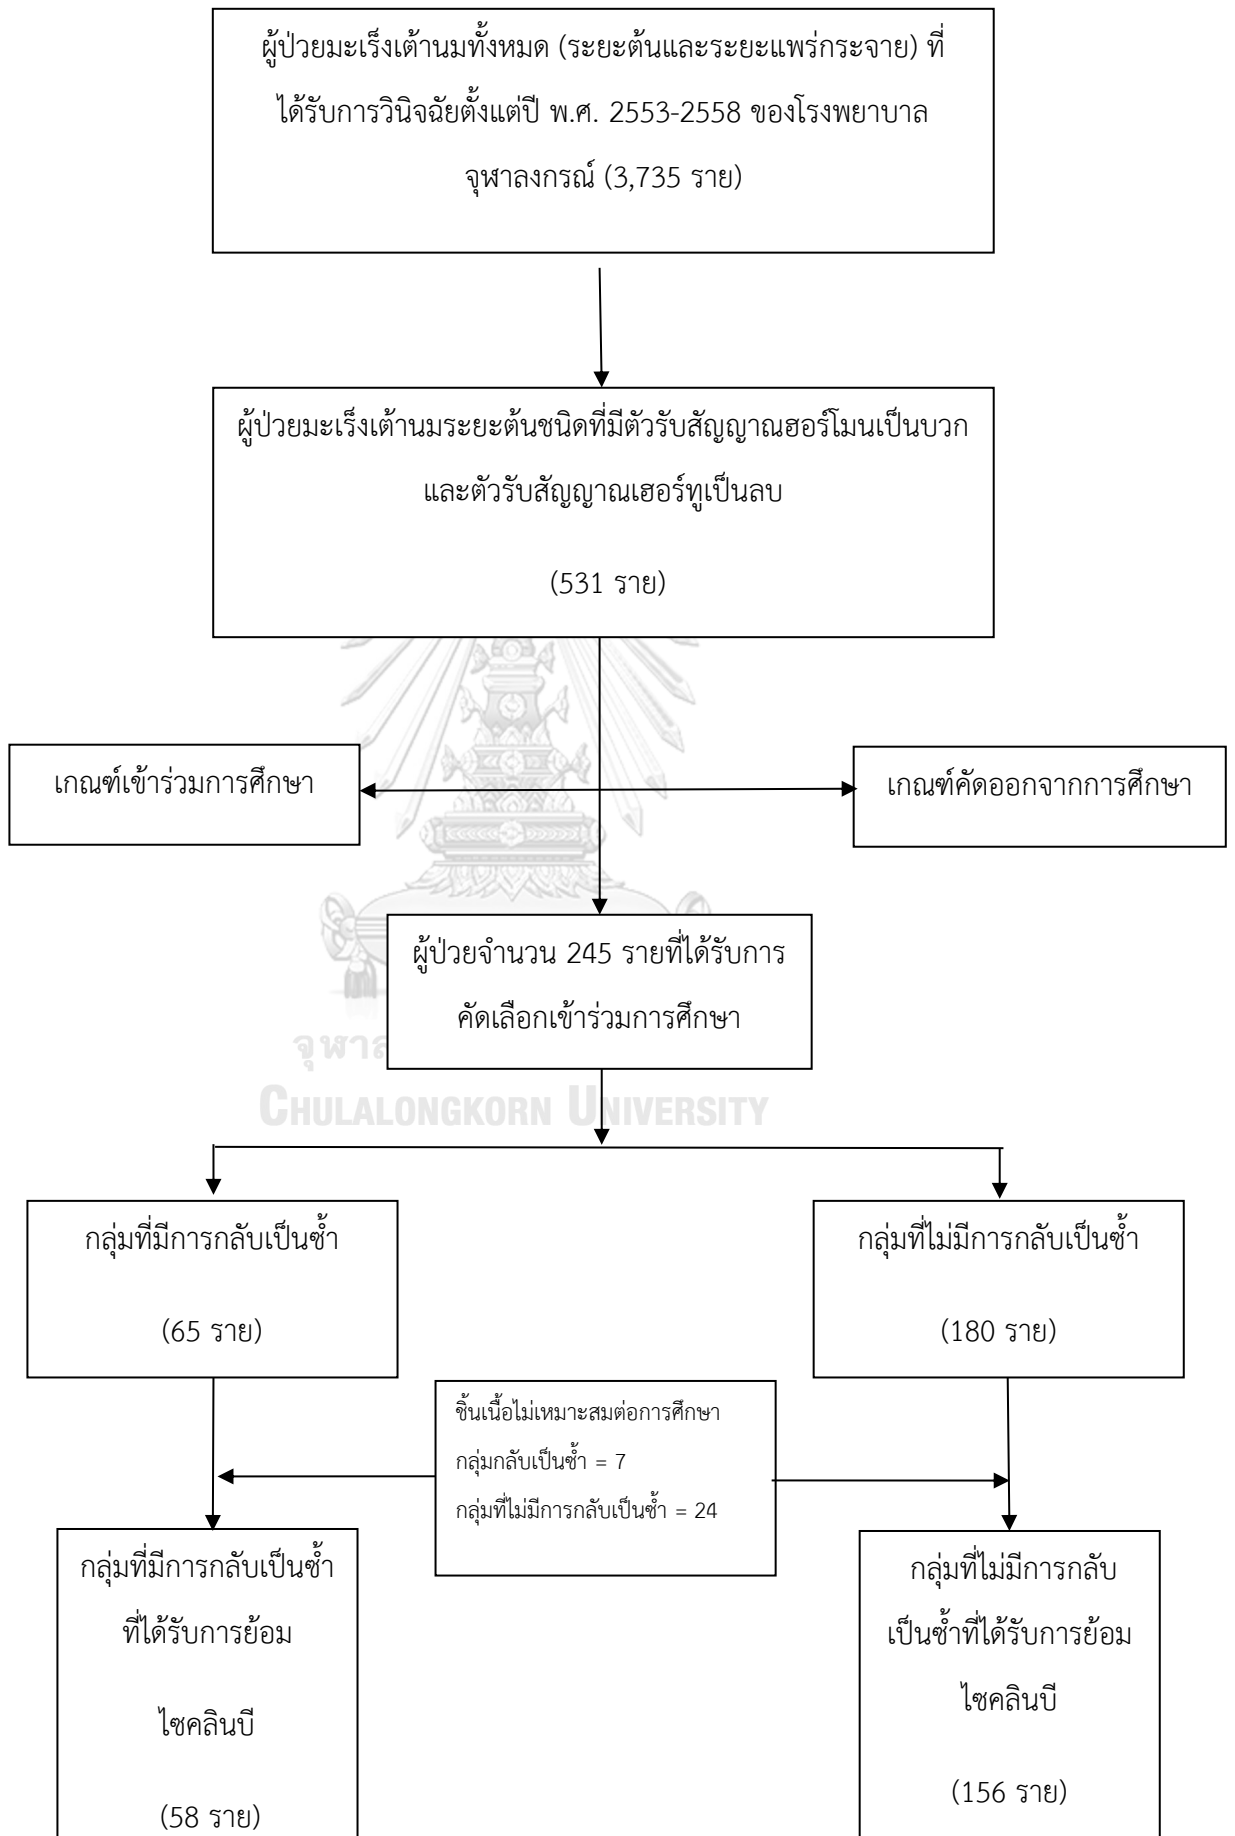 ผู้ป่วยมะเร็งเต้านมทั้งหมด (ระยะต้นและระยะแพร่กระจาย) ที่
ได้รับการวินิจฉัยตั้งแต่ปี พ.ศ. 2553-2558 ของโรงพยาบาล
จุฬาลงกรณ์ (3,735 ราย)
ผู้ป่วยมะเร็งเต้านมระยะต้นชนิดที่มีตัวรับสัญญาณฮอร์โมนเป็นบวก
และตัวรับสัญญาณเฮอร์ทูเป็นลบ
(531 ราย)
เกณฑ์เข้าร่วมการศึกษา
เกณฑ์คัดออกจากการศึกษา
ผู้ป่วยจำนวน 245 รายที่ได้รับการ
คัดเลือกเข้าร่วมการศึกษา
CHULALONGKORN UNIVERSITY
กลุ่มที่มีการกลับเป็นซ้ำ
(65 ราย)
กลุ่มที่ไม่มีการกลับเป็นซ้ำ
(180 ราย)
ชิ้นเนื้อไม่เหมาะสมต่อการศึกษา
กลุ่มกลับเป็นซ้ำ = 7
กลุ่มที่ไม่มีการกลับเป็นซ้ำ = 24
กลุ่มที่มีการกลับเป็นซ้ำ
ที่ได้รับการย้อม
ไซคลินบี
(58 ราย)
กลุ่มที่ไม่มีการกลับ
เป็นซ้ำที่ได้รับการย้อม
ไซคลินบี
(156 ราย)